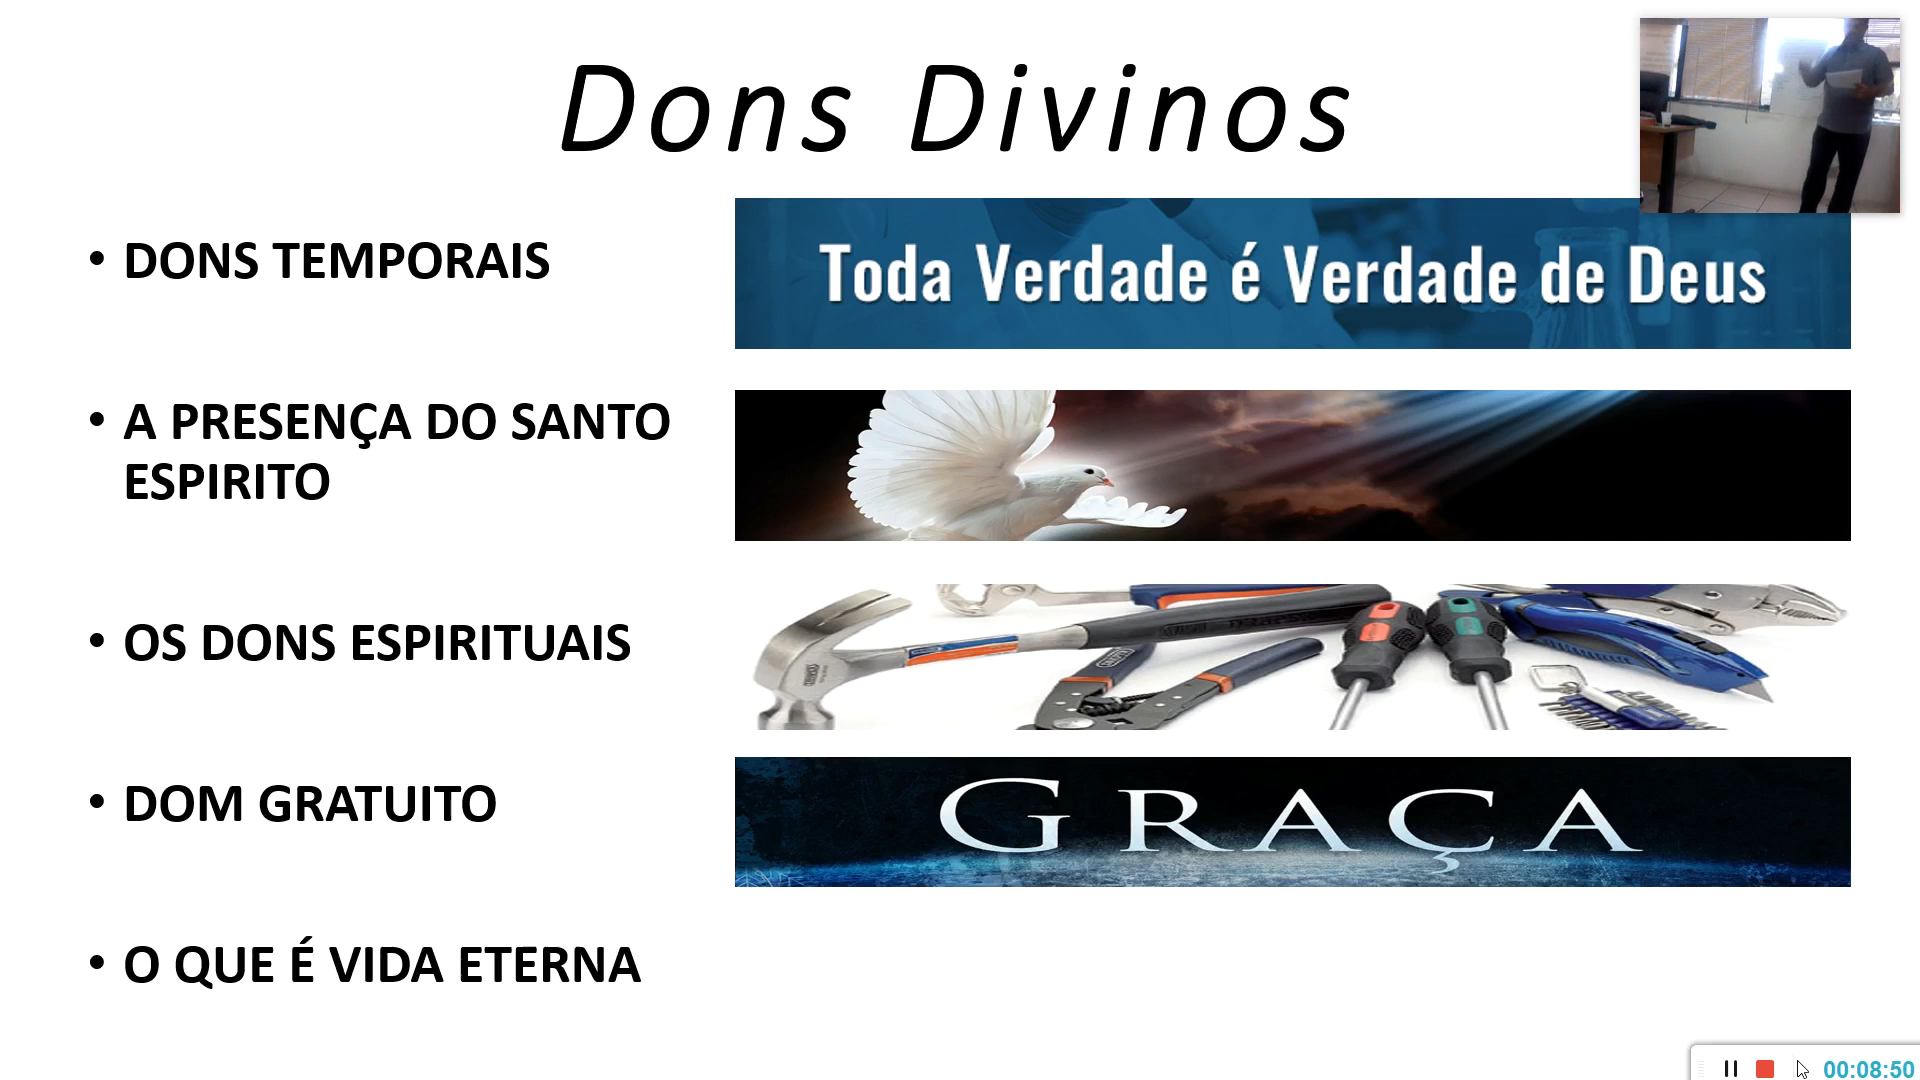 Dons Divinos
• DONS TEMPORAIS
Toda Verdade é Verdade de Deus
• A PRESENÇA DO SANTO
ESPIRITO
• OS DONS ESPIRITUAIS
• DOM GRATUITO
GRAÇA
• O QUE É VIDA ETERNA
00:08:50